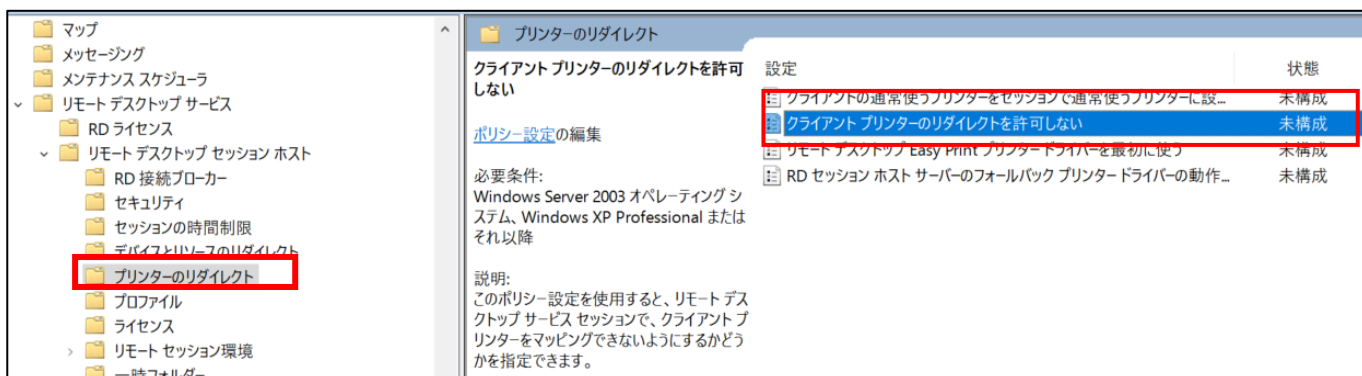 マップ
メッセージング
メンテナンス スケジューラ
リモート デスクトップ サービス
RD ライセンス
リモート デスクトップ セッション ホスト
RD 接続ブローカー
セキュリティ
セッションの時間制限
デバイスとリソースのリダイレクト
プリンターのリダイレクト
プロファイル
ライセンス
リモート セッション環境
一時フォルダー
プリンターのリダイレクト
クライアント プリンターのリダイレクトを許可
しない
ポリシー設定の編集
必要条件:
Windows Server 2003 オペレーティング シ
ステム、Windows XP Professional または
それ以降
説明:
このポリシー設定を使用すると、リモート デス
クトップ サービス セッションで、クライアント プ
リンターをマッピングできないようにするかどう
かを指定できます。
設定 状態
クライアントの通常使うプリンターをセッションで通常使うプリンターに設... 未構成
クライアント プリンターのリダイレクトを許可しない 未構成
リモート デスクトップ Easy Print プリンター ドライバーを最初に使う 未構成
RD セッション ホスト サーバーのフォールバック プリンター ドライバーの動作... 未構成